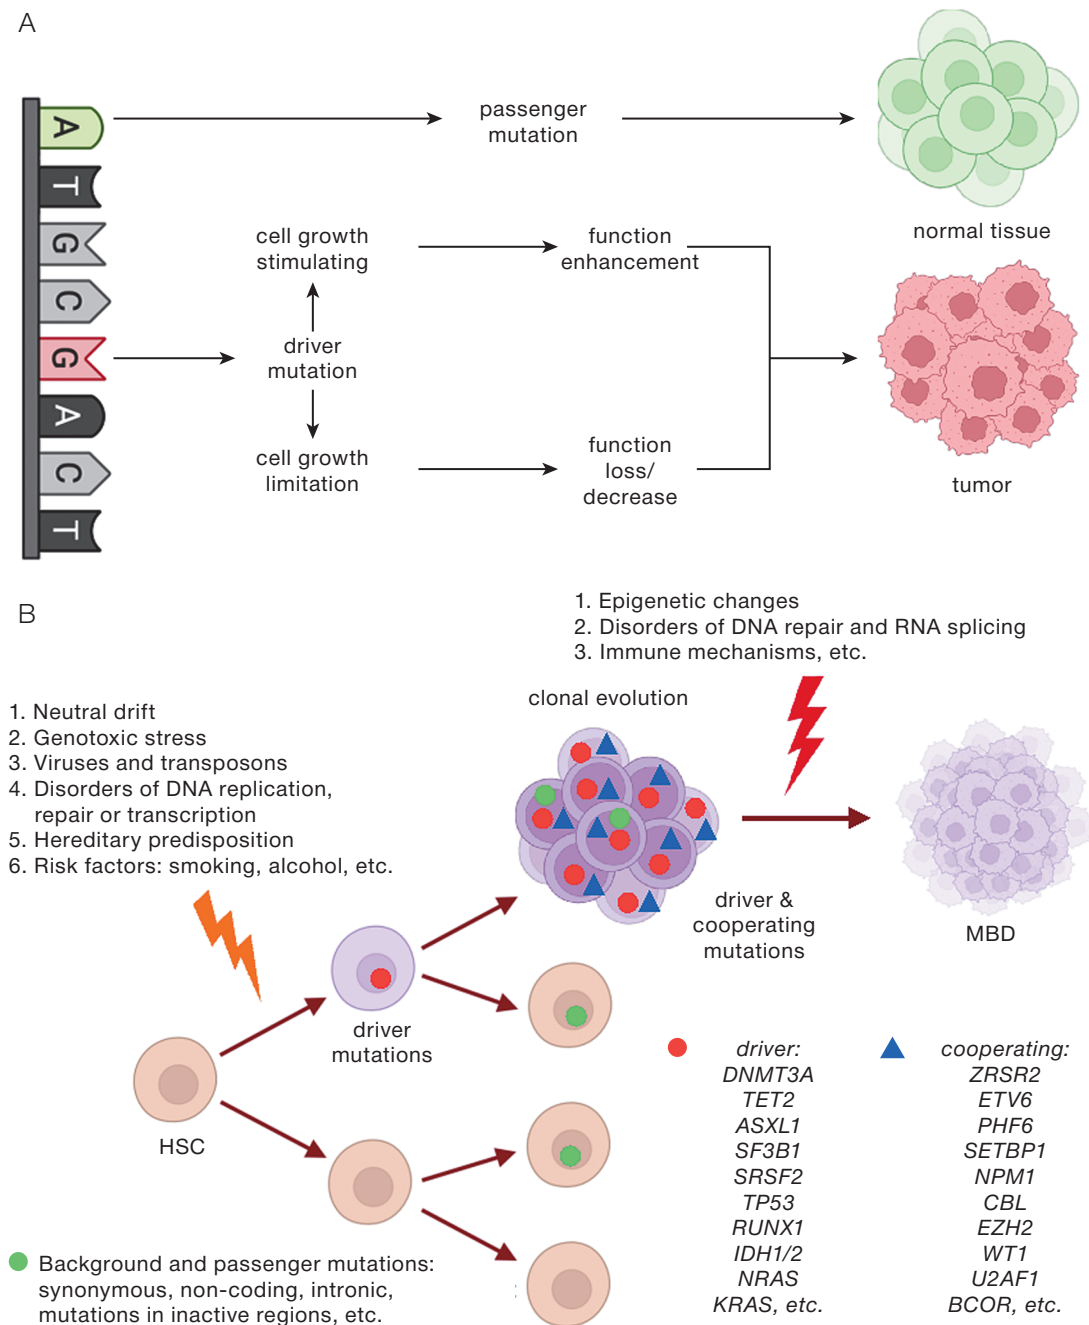 A
A
T
G
C
G
A
C
T
passenger
mutation
normal tissue
cell growth
stimulating
function
enhancement
driver
mutation
cell growth
limitation
function
loss/
decrease
tumor
B
1. Epigenetic changes
2. Disorders of DNA repair and RNA splicing
3. Immune mechanisms, etc.
clonal evolution
1. Neutral drift
2. Genotoxic stress
3. Viruses and transposons
4. Disorders of DNA replication,
repair or transcription
5. Hereditary predisposition
6. Risk factors: smoking, alcohol, etc.
driver &
cooperating
mutations
MBD
driver
mutations
HSC
driver:
DNMT3A
TET2
ASXL1
SF3B1
SRSF2
TP53
RUNX1
IDH1/2
NRAS
KRAS, etc.
cooperating:
ZRSR2
ETV6
PHF6
SETBP1
NPM1
CBL
EZH2
WT1
U2AF1
BCOR, etc.
Background and passenger mutations:
synonymous, non-coding, intronic,
mutations in inactive regions, etc.